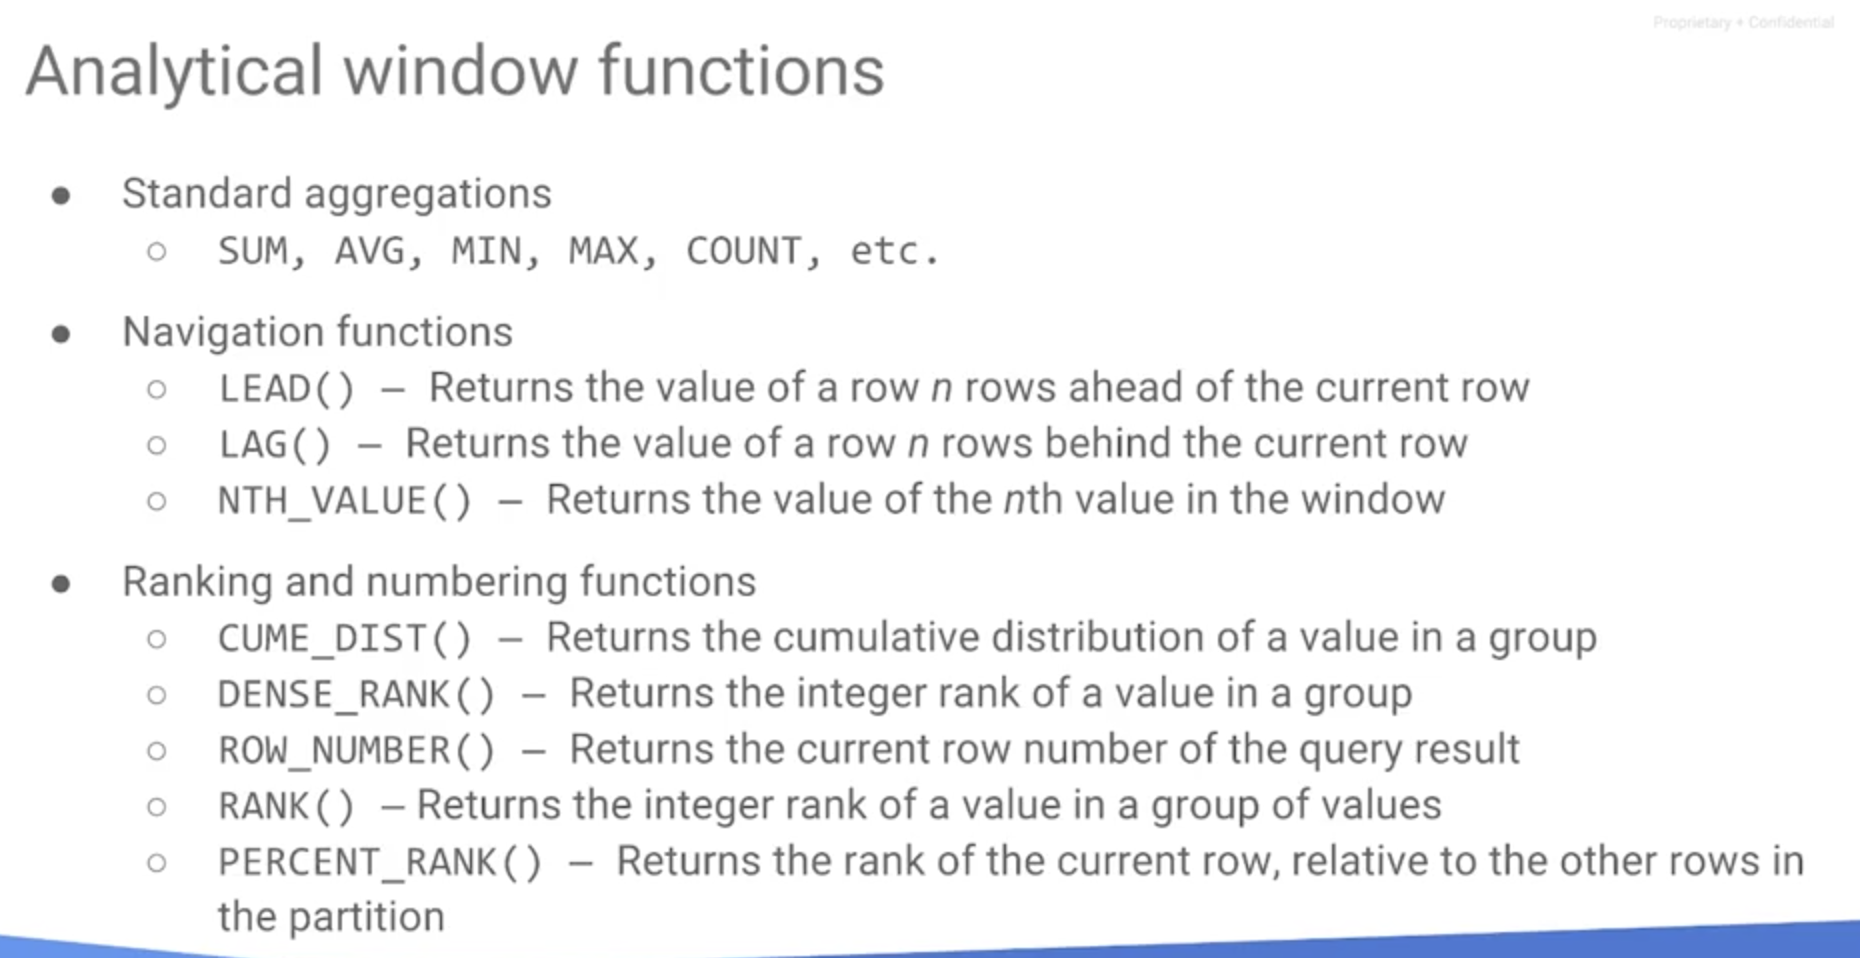 Proprietary + Confidential
Analytical window functions
● Standard aggregations
○ SUM, AVG, MIN, MAX, COUNT, etc.
● Navigation functions
○ LEAD() – Returns the value of a row n rows ahead of the current row
○ LAG() – Returns the value of a row n rows behind the current row
○ NTH_VALUE() – Returns the value of the nth value in the window
● Ranking and numbering functions
○ CUME_DIST() – Returns the cumulative distribution of a value in a group
○ DENSE_RANK() – Returns the integer rank of a value in a group
○ ROW_NUMBER() – Returns the current row number of the query result
○ RANK() – Returns the integer rank of a value in a group of values
○ PERCENT_RANK() – Returns the rank of the current row, relative to the other rows in
the partition